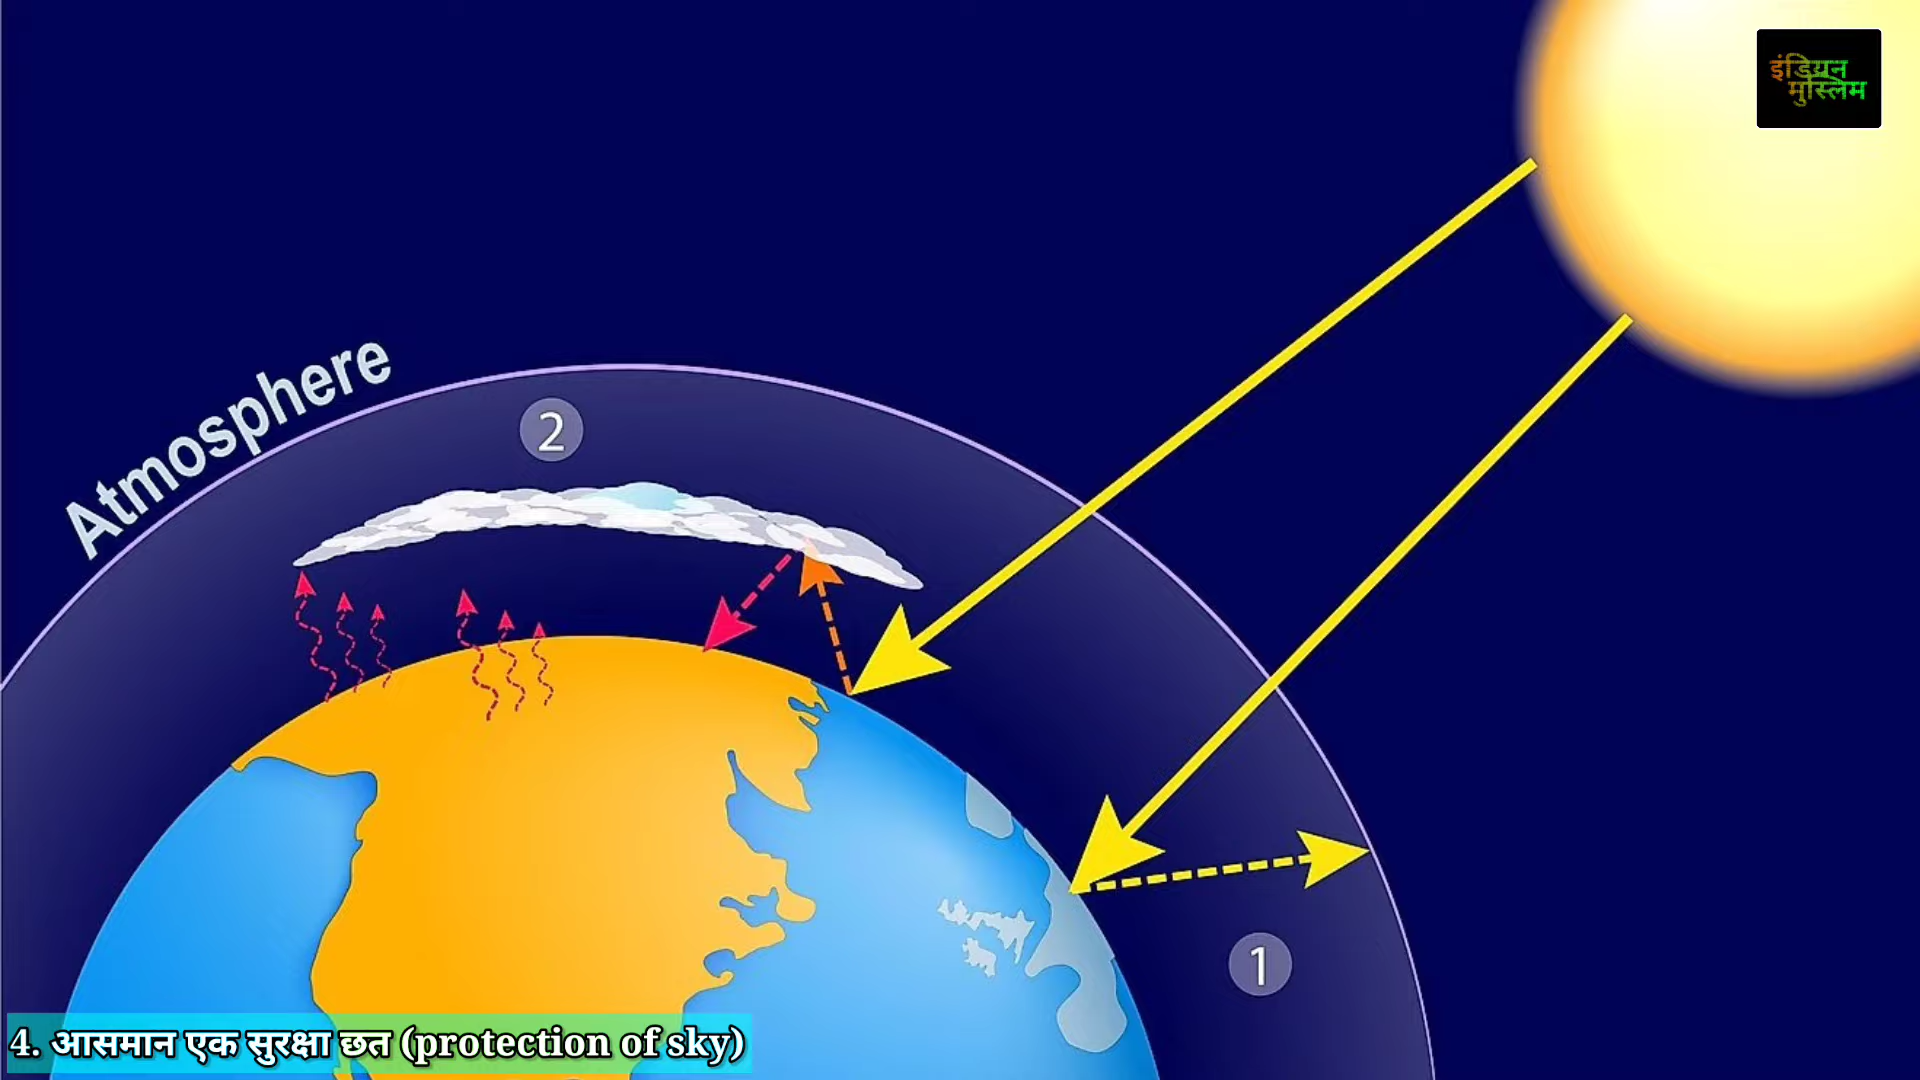 इंडियन
मुस्लिम
Atmosphere
2
1
4. आसमान एक सुरक्षा छत (protection of sky)